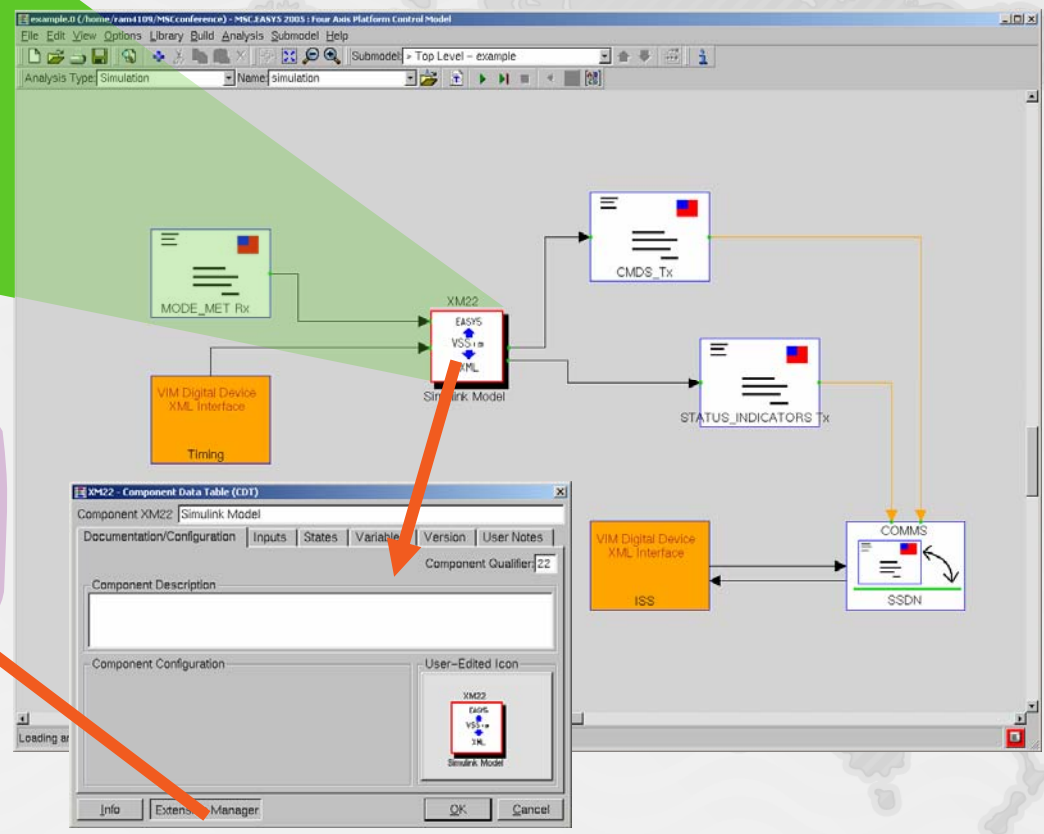 example.0 (/home/ram4109/MSCconference) - MSC.EASY5 2005 : Four Axis Platform Control Model
File Edit View Options Library Build Analysis Submodel Help
Submodel: > Top Level - example
Analysis Type: Simulation Name: simulation
MODE_MET Rx
VIM Digital Device
XML Interface
Timing
XM22
EASY5
XML
Simulink Model
CMDS_Tx
STATUS_INDICATORS Tx
VIM Digital Device
XML Interface
ISS
COMMS
SSDN
XM22 - Component Data Table (CDT)
Component XM22 Simulink Model
Documentation/Configuration Inputs States Variables Version User Notes
Component Qualifier: 22
Component Description
Component Configuration
User-Edited Icon
XM22
EASY5
XML
Simulink Model
Loading
Info Extension Manager OK Cancel